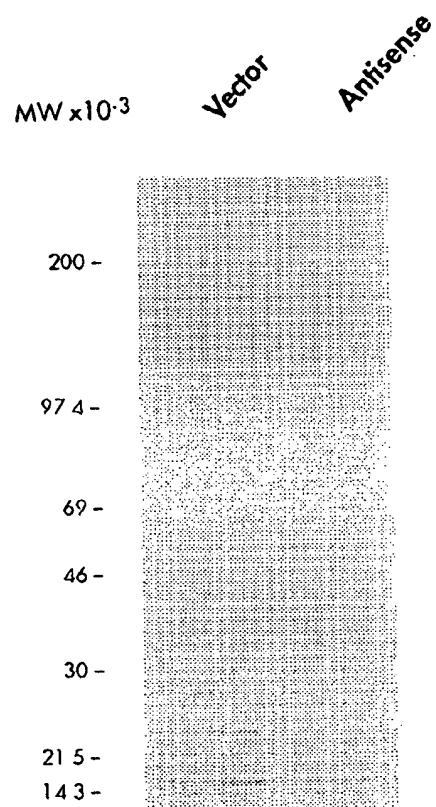 MW x10-3
Vector
Antisense
200 –
97 4 –
69 –
46 –
30 –
21 5 –
14 3 –